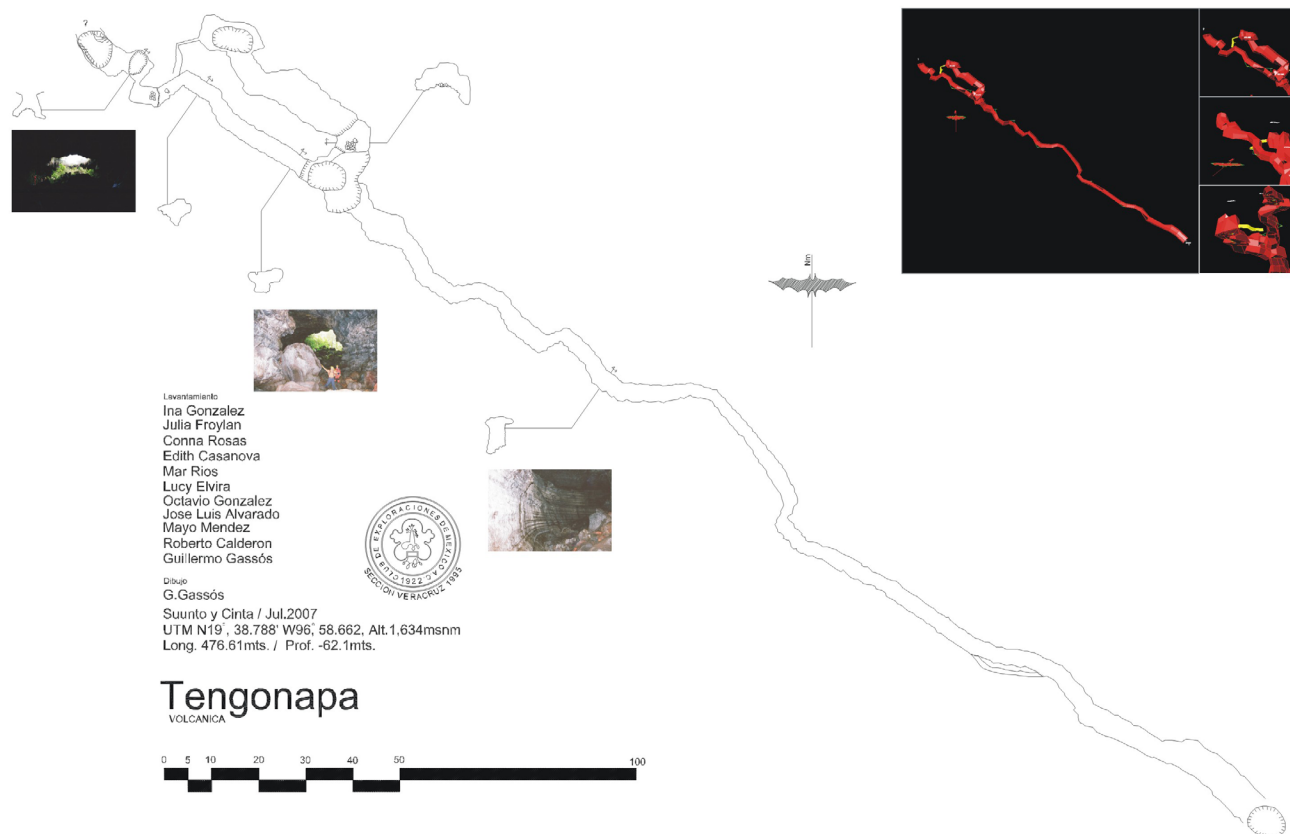 ?
Nm
Levantamiento
Ina Gonzalez
Julia Froylan
Conna Rosas
Edith Casanova
Mar Rios
Lucy Elvira
Octavio Gonzalez
Jose Luis Alvarado
Mayo Mendez
Roberto Calderon
Guillermo Gassós
CLUB DE EXPLORACIONES DE MEXICO A C
1922
SECCION VERACRUZ 1995
Dibujo
G.Gassós
Suunto y Cinta / Jul.2007
UTM N19°, 38.788' W96°, 58.662, Alt.1,634msnm
Long. 476.61mts. / Prof. -62.1mts.
Tengonapa
VOLCANICA
0 5 10 20 30 40 50 100